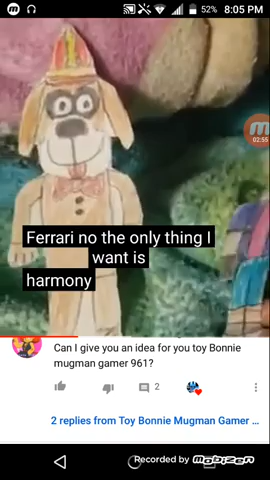 52% 8:05 PM
02:55
Ferrari no the only thing I
want is
harmony
Can I give you an idea for you toy Bonnie
mugman gamer 961?
2
2 replies from Toy Bonnie Mugman Gamer ...
Recorded by mobizen